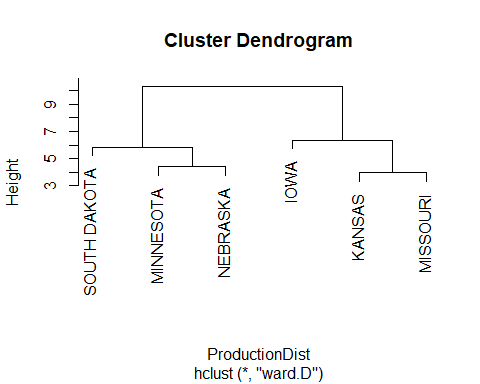 Cluster Dendrogram
Height
9
7
5
3
SOUTH DAKOTA
MINNESOTA
NEBRASKA
IOWA
KANSAS
MISSOURI
ProductionDist
hclust (*, "ward.D")